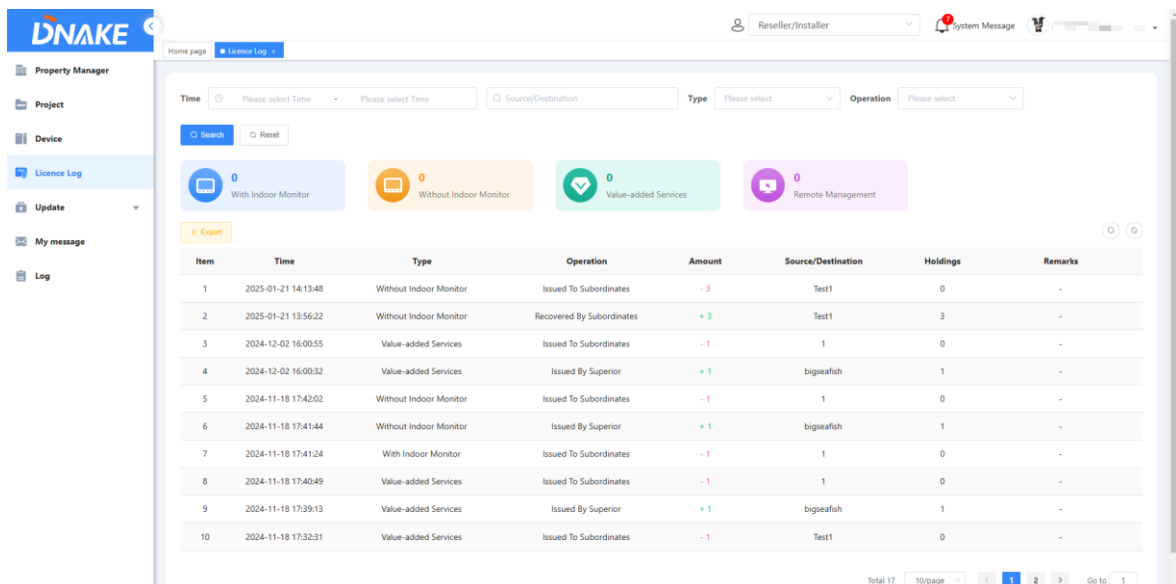 DNAKE
Reseller/Installer
7
System Message
Home page
Licence Log ×
Property Manager
Project
Device
Licence Log
Update
My message
Log
Time Please select Time - Please select Time Source/Destination Type Please select Operation Please select
Search Reset
0
With Indoor Monitor
0
Without Indoor Monitor
0
Value-added Services
0
Remote Management
Export
Item Time Type Operation Amount Source/Destination Holdings Remarks
1 2025-01-21 14:13:48 Without Indoor Monitor Issued To Subordinates - 3 Test1 0 -
2 2025-01-21 13:56:22 Without Indoor Monitor Recovered By Subordinates + 3 Test1 3 -
3 2024-12-02 16:00:55 Value-added Services Issued To Subordinates - 1 1 0 -
4 2024-12-02 16:00:32 Value-added Services Issued By Superior + 1 bigseafish 1 -
5 2024-11-18 17:42:02 Without Indoor Monitor Issued To Subordinates - 1 1 0 -
6 2024-11-18 17:41:44 Without Indoor Monitor Issued By Superior + 1 bigseafish 1 -
7 2024-11-18 17:41:24 With Indoor Monitor Issued To Subordinates - 1 1 0 -
8 2024-11-18 17:40:49 Value-added Services Issued To Subordinates - 1 1 0 -
9 2024-11-18 17:39:13 Value-added Services Issued By Superior + 1 bigseafish 1 -
10 2024-11-18 17:32:31 Value-added Services Issued To Subordinates - 1 Test1 0 -
Total 17 10/page < 1 2 > Go to 1